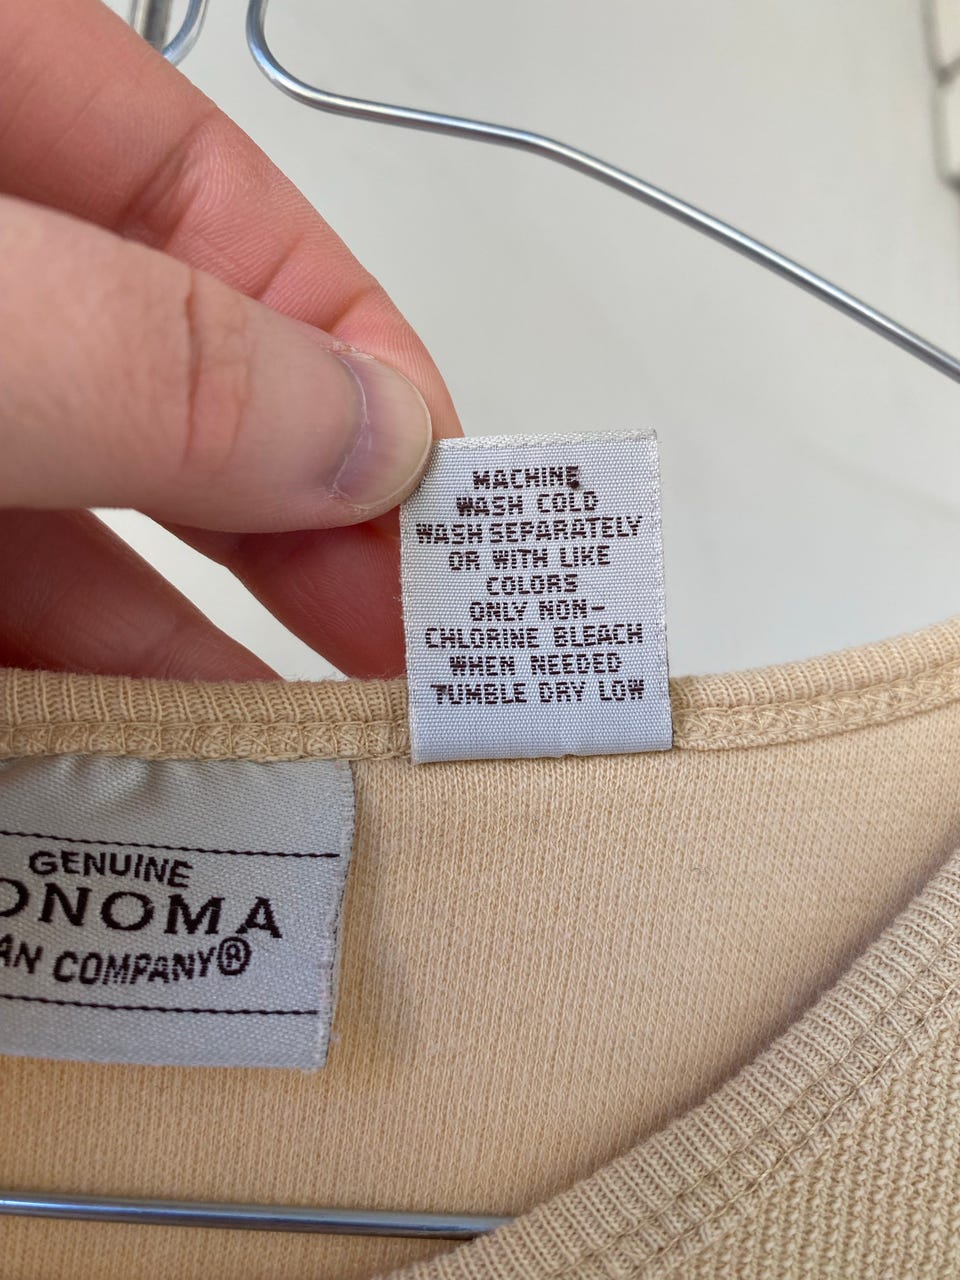 MACHINE
WASH COLD
WASH SEPARATELY
OR WITH LIKE
COLORS
ONLY NON-
CHLORINE BLEACH
WHEN NEEDED
TUMBLE DRY LOW
GENUINE
ONOMA
AN COMPANY®